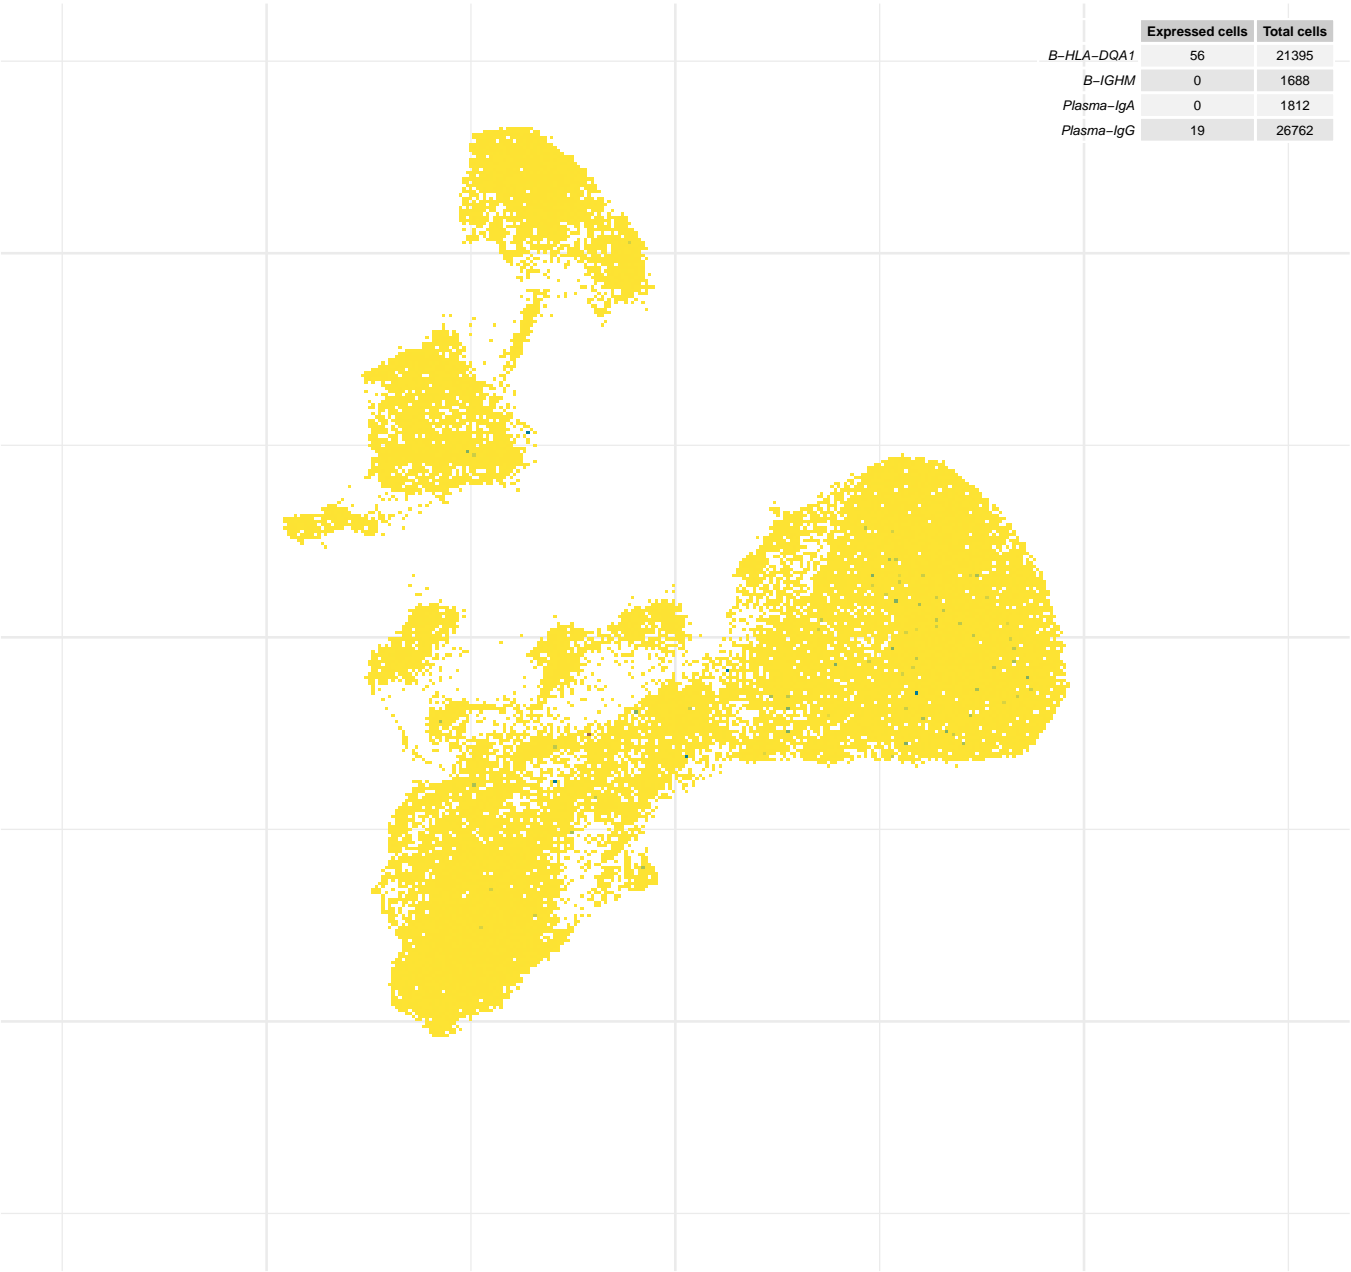 Expressed cells Total cells
B−HLA−DQA1 56 21395
B−IGHM 0 1688
Plasma−IgA 0 1812
Plasma−IgG 19 26762